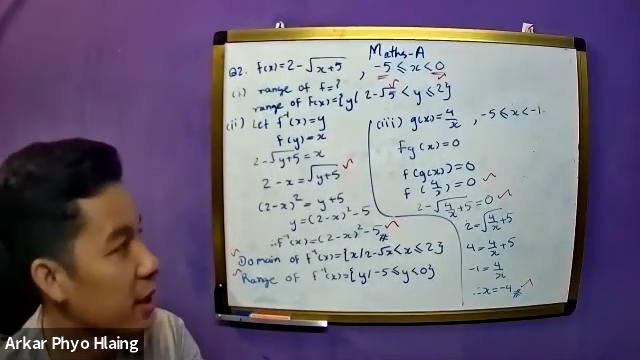 Maths-A
Q2. f(x) = 2 - √x+5 , -5 ≤ x < 0
(i) range of f = ?
range of f(x) = {y / 2-√5 < y ≤ 2}
(ii) Let f⁻¹(x) = y
f(y) = x
2 - √y+5 = x
2 - x = √y+5
(2-x)² = y+5
y = (2-x)² - 5
∴ f⁻¹(x) = (2-x)² - 5 #
Domain of f⁻¹(x) = {x / 2-√5 < x ≤ 2}
Range of f⁻¹(x) = {y / -5 ≤ y < 0}
(iii) g(x) = 4/x , -5 ≤ x < -1
fg(x) = 0
f(g(x)) = 0
f(4/x) = 0
2 - √4/x + 5 = 0
2 = √4/x + 5
4 = 4/x + 5
-1 = 4/x
∴ x = -4 #
Arkar Phyo Hlaing